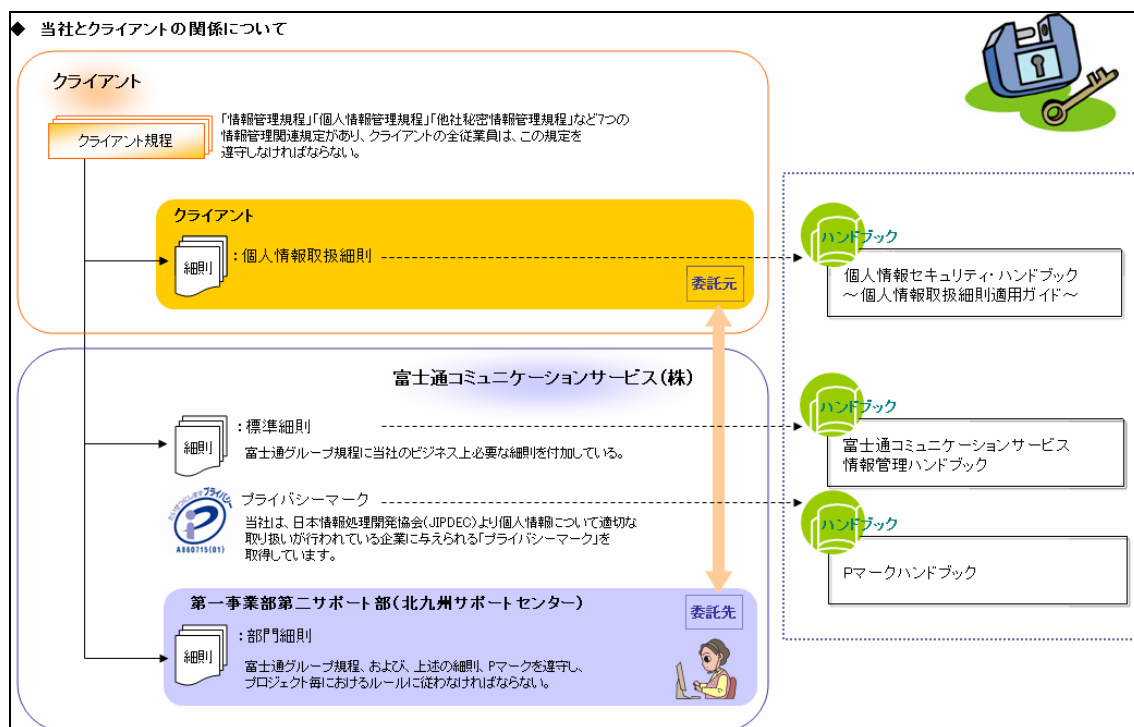 ◆ 当社とクライアントの関係について
クライアント
クライアント規程
「情報管理規程」「個人情報管理規程」「他社秘密情報管理規程」など7つの
情報管理関連規定があり、クライアントの全従業員は、この規定を
遵守しなければならない。
クライアント
細則
：個人情報取扱細則
委託元
ハンドブック
個人情報セキュリティ・ハンドブック
～個人情報取扱細則適用ガイド～
富士通コミュニケーションサービス(株)
細則
：標準細則
富士通グループ規程に当社のビジネス上必要な細則を付加している。
ハンドブック
富士通コミュニケーションサービス
情報管理ハンドブック
たいせつにしますプライバシー
A860715(01)
プライバシーマーク
当社は、日本情報処理開発協会(JIPDEC)より個人情報について適切な
取り扱いが行われている企業に与えられる「プライバシーマーク」を
取得しています。
ハンドブック
Pマークハンドブック
第一事業部第二サポート部(北九州サポートセンター)
細則
：部門細則
富士通グループ規程、および、上述の細則、Pマークを遵守し、
プロジェクト毎におけるルールに従わなければならない。
委託先